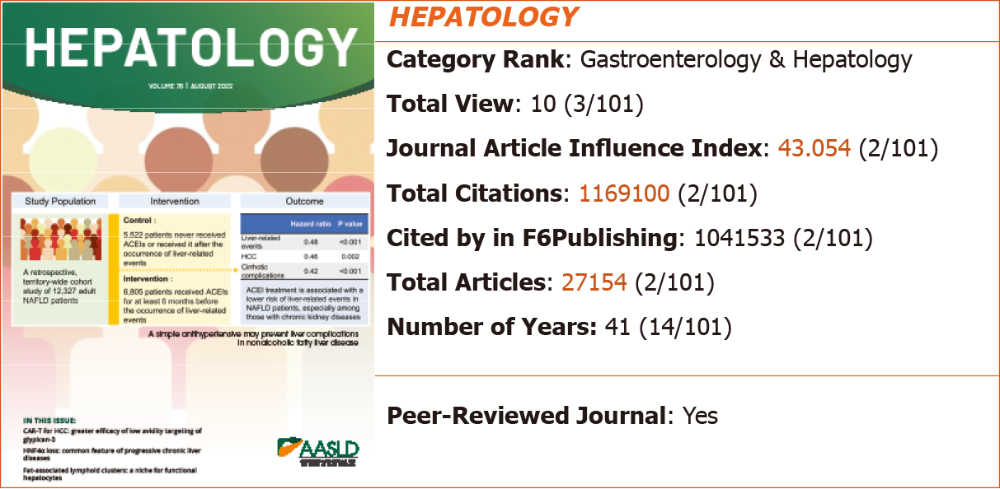 HEPATOLOGY
VOLUME 76 | AUGUST 2022
Study Population
Intervention
Outcome
A retrospective,
territory-wide cohort
study of 12,327 adult
NAFLD patients
Control :
5,522 patients never received
ACEIs or received it after the
occurrence of liver-related
events
Intervention :
6,805 patients received ACEIs
for at least 6 months before
the occurrence of liver-related
events
Hazard ratio P value
Liver-related
events 0.48 <0.001
HCC 0.46 0.002
Cirrhotic
complications 0.42 <0.001
ACEI treatment is associated with a
lower risk of liver-related events in
NAFLD patients, especially among
those with chronic kidney diseases
A simple antihypertensive may prevent liver complications
in nonalcoholic fatty liver disease
IN THIS ISSUE:
CAR-T for HCC: greater efficacy of low avidity targeting of
glypican-3
HNF4α loss: common feature of progressive chronic liver
diseases
Fat-associated lymphoid clusters: a niche for functional
hepatocytes
AASLD
HEPATOLOGY
Category Rank: Gastroenterology & Hepatology
Total View: 10 (3/101)
Journal Article Influence Index: 43.054 (2/101)
Total Citations: 1169100 (2/101)
Cited by in F6Publishing: 1041533 (2/101)
Total Articles: 27154 (2/101)
Number of Years: 41 (14/101)
Peer-Reviewed Journal: Yes